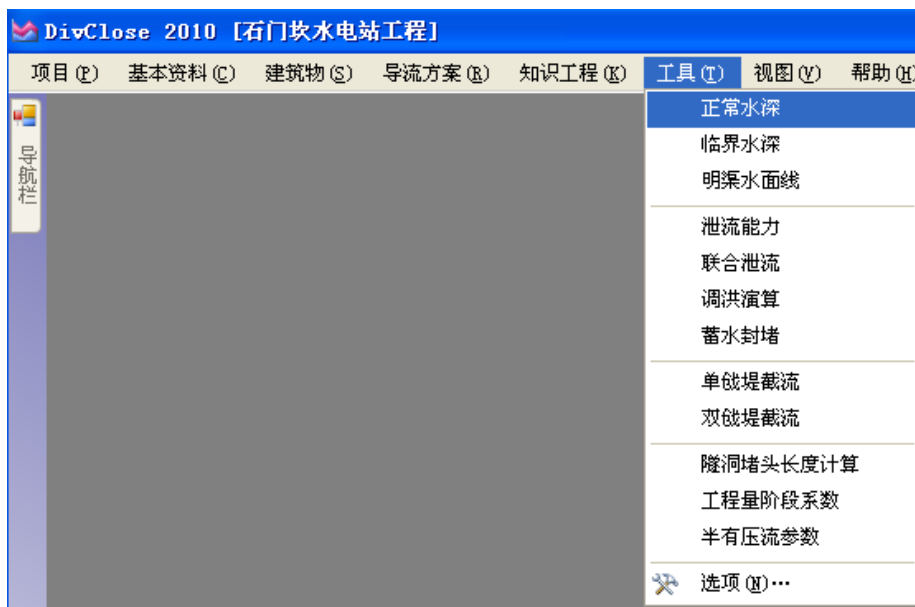 DivClose 2010 [石门坎水电站工程]
项目(P) 基本资料(C) 建筑物(S) 导流方案(R) 知识工程(K) 工具(T) 视图(V) 帮助(H)
导航栏
正常水深
临界水深
明渠水面线
泄流能力
联合泄流
调洪演算
蓄水封堵
单戗堤截流
双戗堤截流
隧洞堵头长度计算
工程量阶段系数
半有压流参数
选项(N)…